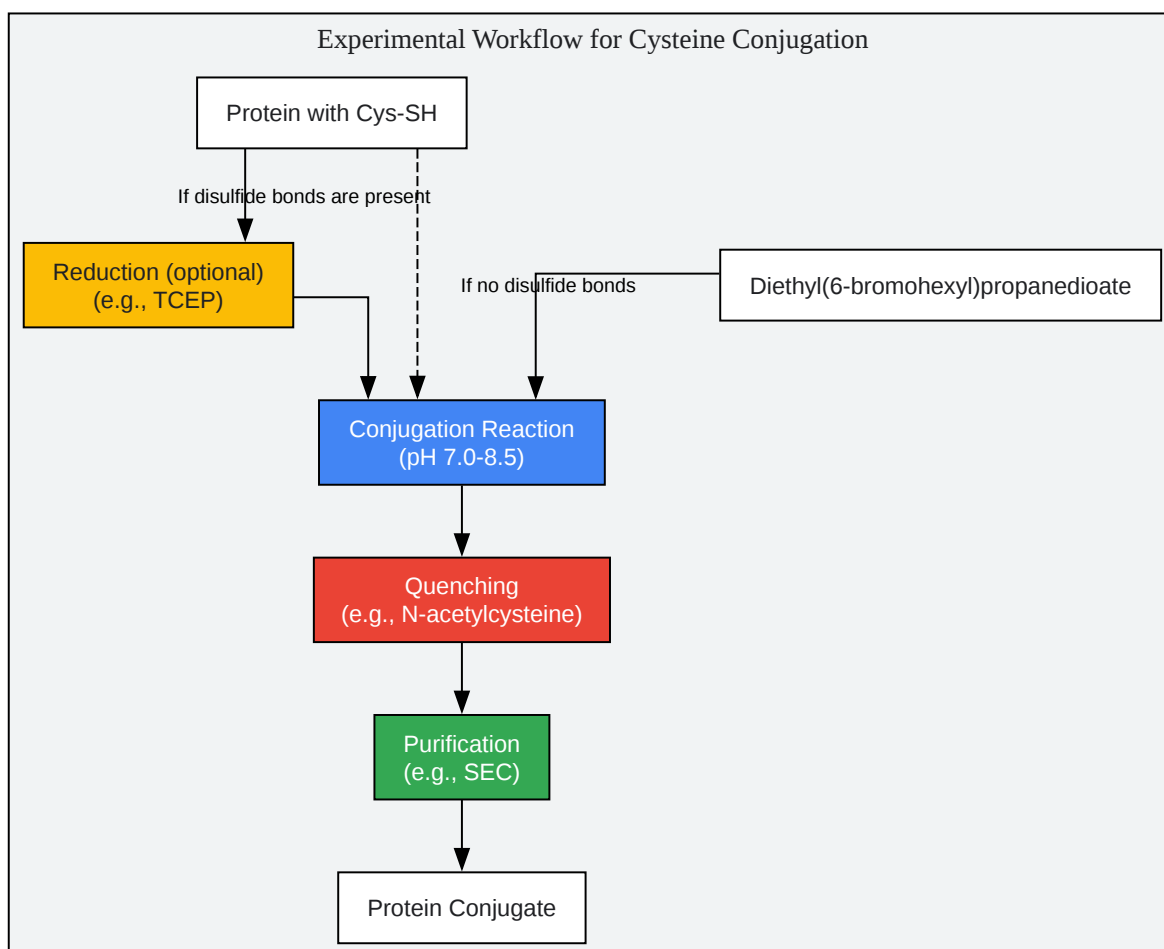 Experimental Workflow for Cysteine Conjugation
Protein with Cys-SH
If disulfide bonds are present
Reduction (optional)
(e.g., TCEP)
If no disulfide bonds
Diethyl(6-bromohexyl)propanedioate
Conjugation Reaction
(pH 7.0-8.5)
Quenching
(e.g., N-acetylcysteine)
Purification
(e.g., SEC)
Protein Conjugate